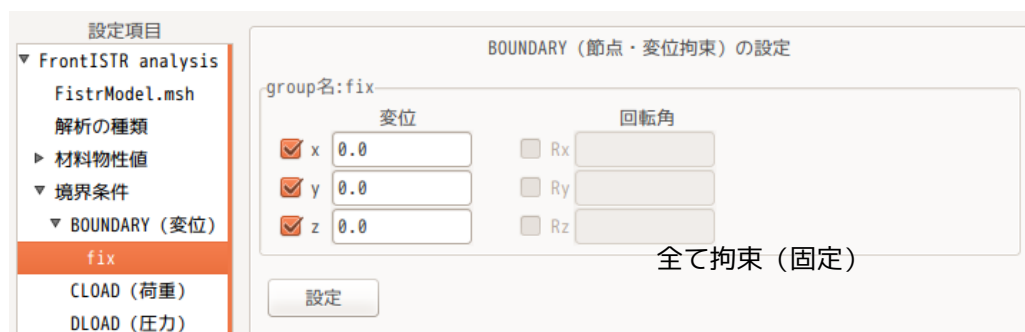 設定項目
FrontISTR analysis
FistrModel.msh
解析の種類
材料物性値
境界条件
BOUNDARY (変位)
fix
CLOAD (荷重)
DLOAD (圧力)
BOUNDARY (節点・変位拘束) の設定
group名:fix
変位 回転角
x 0.0 Rx
y 0.0 Ry
z 0.0 Rz
全て拘束（固定）
設定